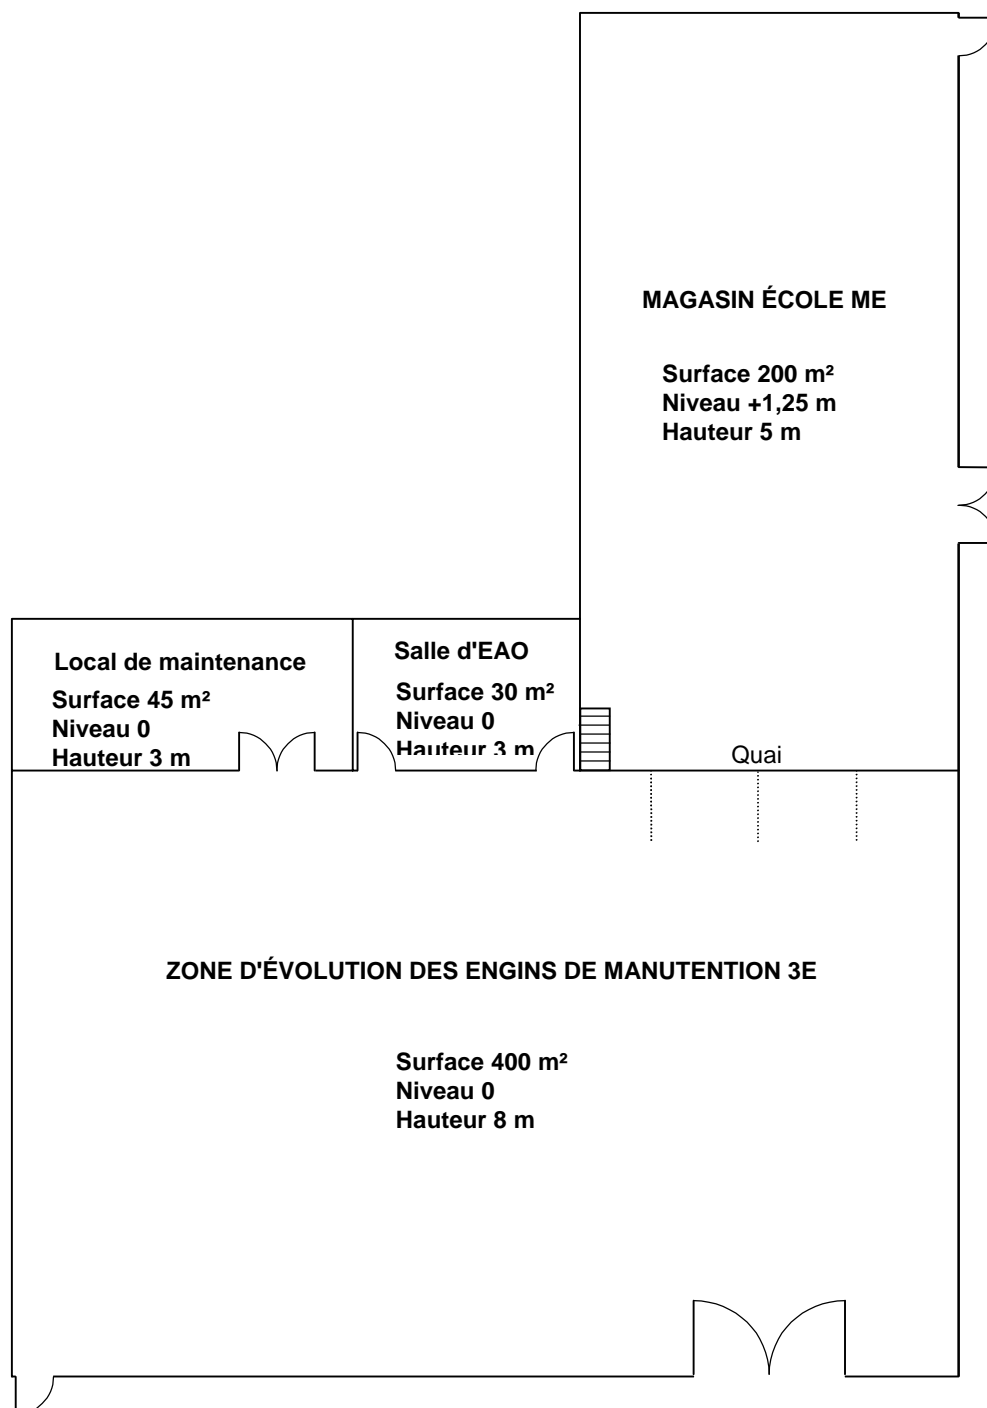 MAGASIN ÉCOLE ME
Surface 200 m²
Niveau +1,25 m
Hauteur 5 m
Local de maintenance
Surface 45 m²
Niveau 0
Hauteur 3 m
Salle d'EAO
Surface 30 m²
Niveau 0
Hauteur 3 m
Quai
ZONE D'ÉVOLUTION DES ENGINS DE MANUTENTION 3E
Surface 400 m²
Niveau 0
Hauteur 8 m